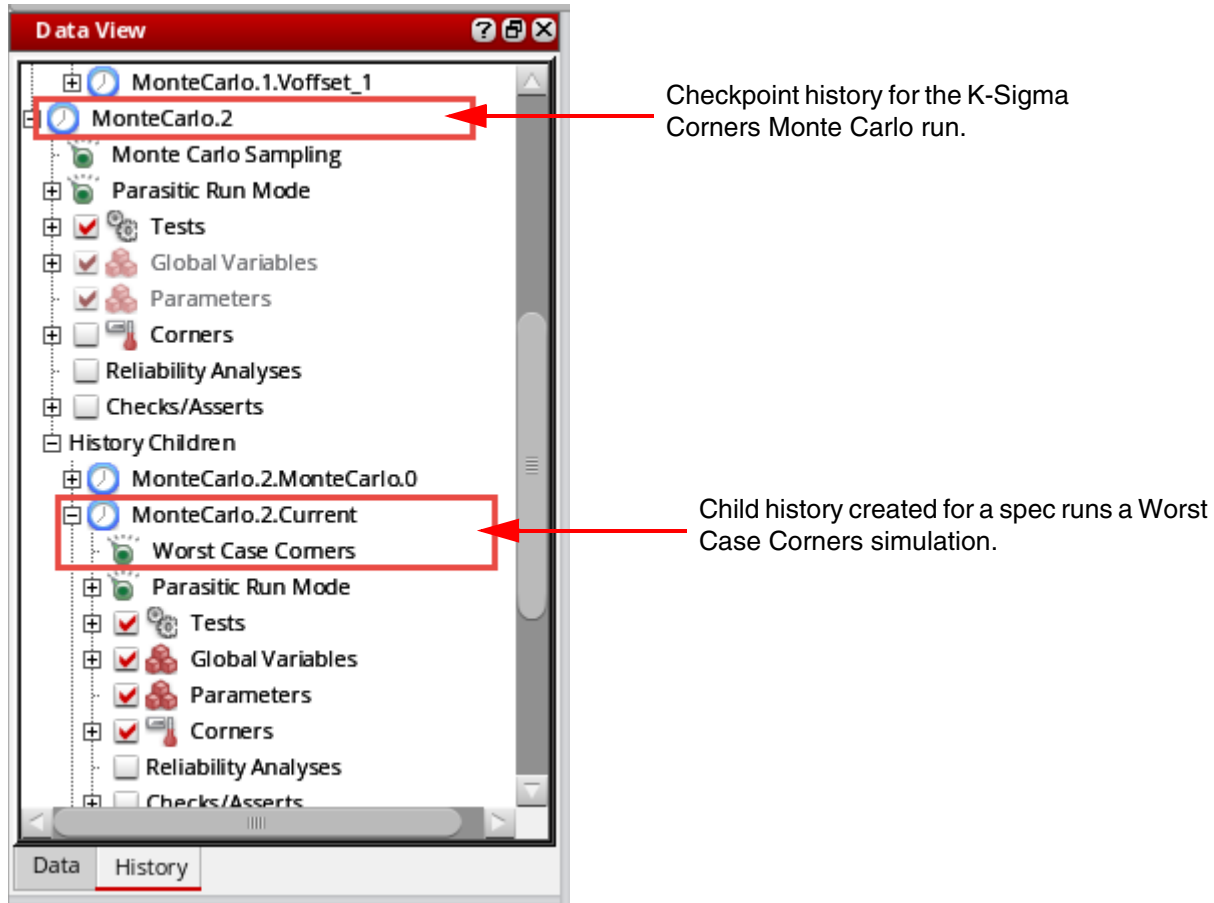 Data View
MonteCarlo.1.Voffset_1
MonteCarlo.2
Monte Carlo Sampling
Parasitic Run Mode
Tests
Global Variables
Parameters
Corners
Reliability Analyses
Checks/Asserts
History Children
MonteCarlo.2.MonteCarlo.0
MonteCarlo.2.Current
Worst Case Corners
Parasitic Run Mode
Tests
Global Variables
Parameters
Corners
Reliability Analyses
Checks/Asserts
Data History
Checkpoint history for the K-Sigma
Corners Monte Carlo run.
Child history created for a spec runs a Worst
Case Corners simulation.